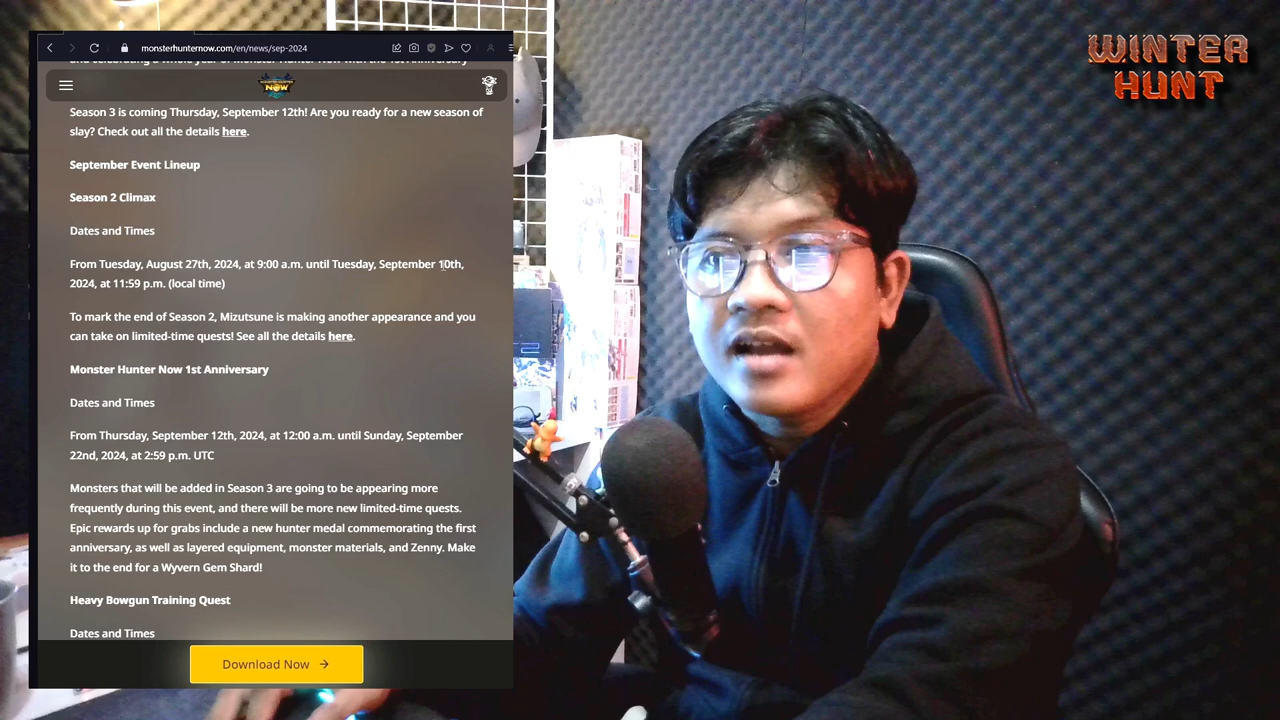 monsterhunternow.com/en/news/sep-2024
WINTER
HUNT
NOW
Season 3 is coming Thursday, September 12th! Are you ready for a new season of
slay? Check out all the details here.
September Event Lineup
Season 2 Climax
Dates and Times
From Tuesday, August 27th, 2024, at 9:00 a.m. until Tuesday, September 10th,
2024, at 11:59 p.m. (local time)
To mark the end of Season 2, Mizutsune is making another appearance and you
can take on limited-time quests! See all the details here.
Monster Hunter Now 1st Anniversary
Dates and Times
From Thursday, September 12th, 2024, at 12:00 a.m. until Sunday, September
22nd, 2024, at 2:59 p.m. UTC
Monsters that will be added in Season 3 are going to be appearing more
frequently during this event, and there will be more new limited-time quests.
Epic rewards up for grabs include a new hunter medal commemorating the first
anniversary, as well as layered equipment, monster materials, and Zenny. Make
it to the end for a Wyvern Gem Shard!
Heavy Bowgun Training Quest
Dates and Times
Download Now